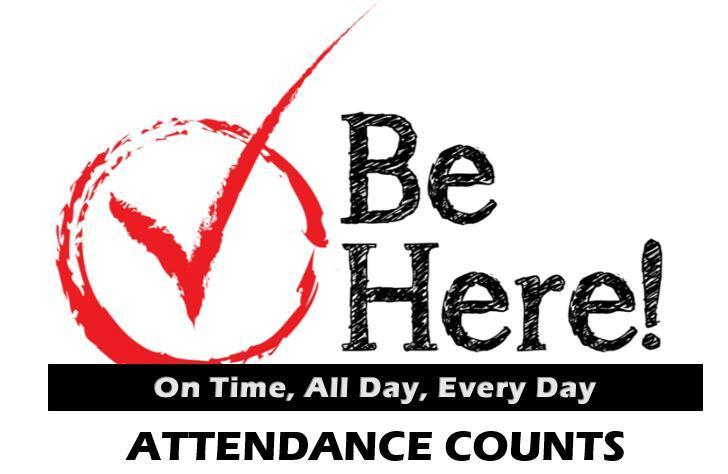 Be
Here!
On Time, All Day, Every Day
ATTENDANCE COUNTS